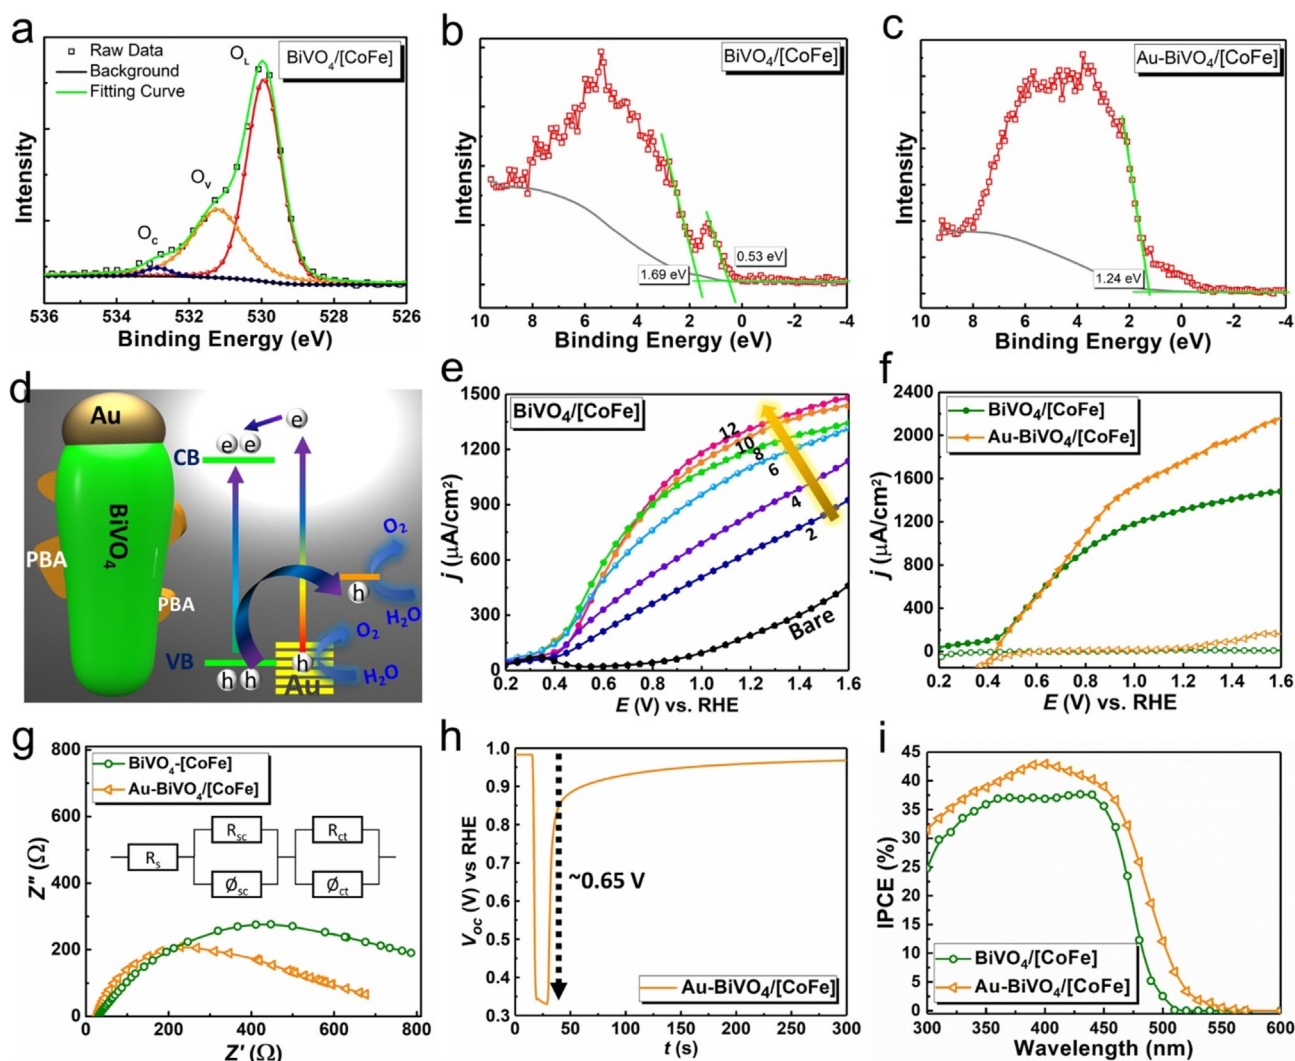 a
Raw Data
Background
Fitting Curve
BiVO₄/[CoFe]
O_L
O_V
O_C
Intensity
536 534 532 530 528 526
Binding Energy (eV)
b
BiVO₄/[CoFe]
1.69 eV
0.53 eV
Intensity
10 8 6 4 2 0 -2 -4
Binding Energy (eV)
c
Au-BiVO₄/[CoFe]
1.24 eV
Intensity
10 8 6 4 2 0 -2 -4
Binding Energy (eV)
d
Au
BiVO₄
PBA
PBA
CB
VB
e e
e
h h
h
h
Au
O₂
H₂O
O₂
H₂O
e
BiVO₄/[CoFe]
12
10
8
6
4
2
Bare
j (μA/cm²)
1500
1200
900
600
300
0
0.2 0.4 0.6 0.8 1.0 1.2 1.4 1.6
E (V) vs. RHE
f
BiVO₄/[CoFe]
Au-BiVO₄/[CoFe]
j (μA/cm²)
2400
2000
1600
1200
800
400
0
0.2 0.4 0.6 0.8 1.0 1.2 1.4 1.6
E (V) vs. RHE
g
BiVO₄-[CoFe]
Au-BiVO₄/[CoFe]
R_s
R_sc
Ø_sc
R_ct
Ø_ct
Z" (Ω)
800
600
400
200
0
0 200 400 600 800
Z' (Ω)
h
~0.65 V
Au-BiVO₄/[CoFe]
V_oc (V) vs RHE
1.0
0.9
0.8
0.7
0.6
0.5
0.4
0.3
0 50 100 150 200 250 300
t (s)
i
BiVO₄/[CoFe]
Au-BiVO₄/[CoFe]
IPCE (%)
45
40
35
30
25
20
15
10
5
0
300 350 400 450 500 550 600
Wavelength (nm)